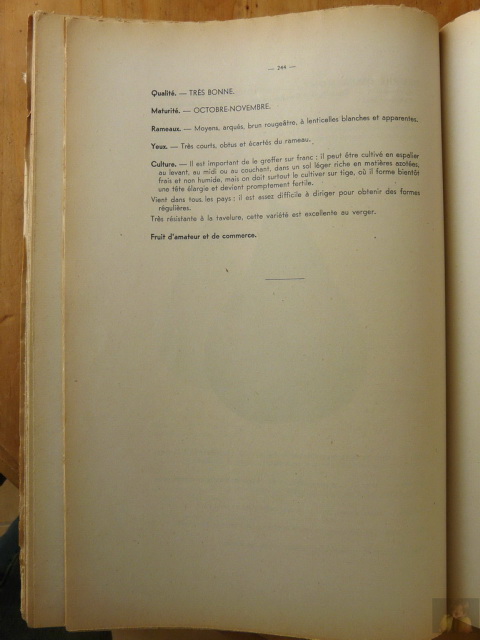 — 244 —
Qualité. — TRÈS BONNE.
Maturité. — OCTOBRE-NOVEMBRE.
Rameaux. — Moyens, arqués, brun rougeâtre, à lenticelles blanches et apparentes.
Yeux. — Très courts, obtus et écartés du rameau.
Culture. — Il est important de le greffer sur franc ; il peut être cultivé en espalier
au levant, au midi ou au couchant, dans un sol léger riche en matières azotées,
frais et non humide, mais on doit surtout le cultiver sur tige, où il forme bientôt
une tête élargie et devient promptement fertile.
Vient dans tous les pays ; il est assez difficile à diriger pour obtenir des formes
régulières.
Très résistante à la tavelure, cette variété est excellente au verger.
Fruit d'amateur et de commerce.